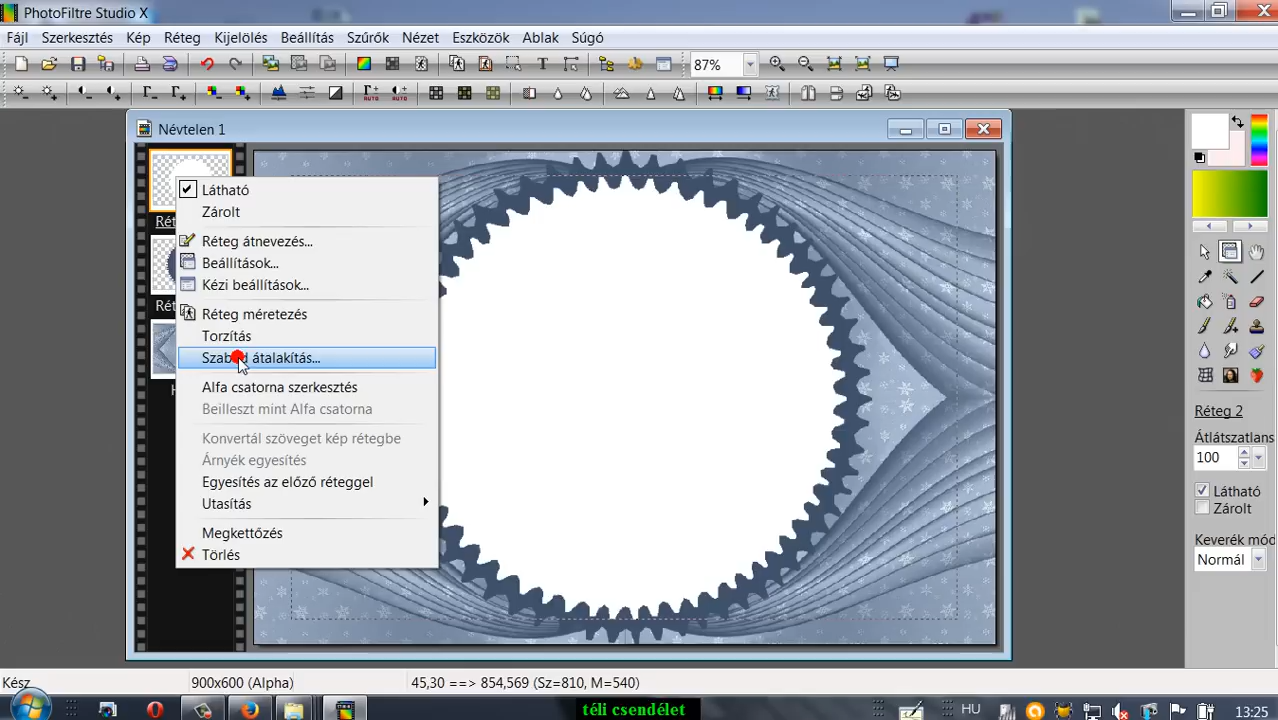 PhotoFiltre Studio X
Fájl Szerkesztés Kép Réteg Kijelölés Beállítás Szűrők Nézet Eszközök Ablak Súgó
87%
Névtelen 1
Látható
Zárolt
Réteg átnevezés...
Beállítások...
Kézi beállítások...
Réteg méretezés
Torzítás
átalakítás...
Alfa csatorna szerkesztés
Beilleszt mint Alfa csatorna
Konvertál szöveget kép rétegbe
Árnyék egyesítés
Egyesítés az előző réteggel
Utasítás
Megkettőzés
Törlés
Réteg 2
Átlátszatlans
100
Látható
Zárolt
Keverék mód
Normál
Kész 900x600 (Alpha) 45,30 ==> 854,569 (Sz=810, M=540)
téli csendélet
HU
13:25